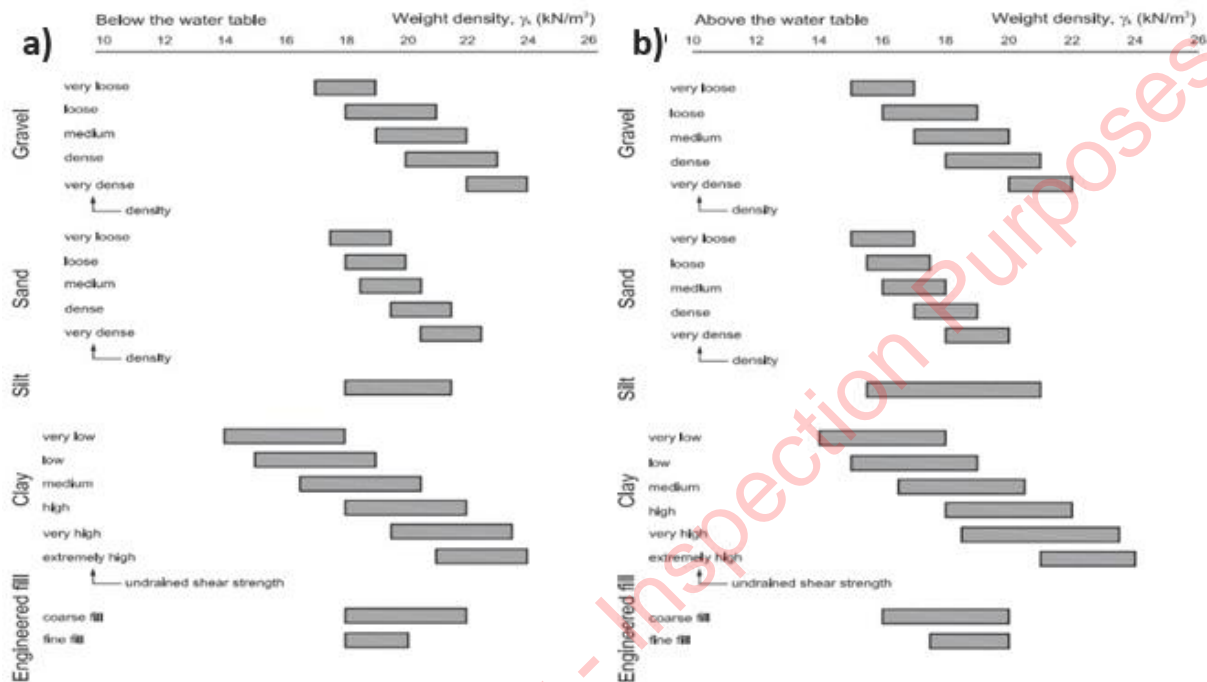 a)
Below the water table Weight density, γk (kN/m³)
10 14 16 18 20 22 24 26
Gravel
very loose
loose
medium
dense
very dense
density
Sand
very loose
loose
medium
dense
very dense
density
Silt
Clay
very low
low
medium
high
very high
extremely high
undrained shear strength
Engineered fill
coarse fill
fine fill
b)
Above the water table Weight density, γk (kN/m³)
10 14 16 18 20 22 24 26
Gravel
very loose
loose
medium
dense
very dense
density
Sand
very loose
loose
medium
dense
very dense
density
Silt
Clay
very low
low
medium
high
very high
extremely high
undrained shear strength
Engineered fill
coarse fill
fine fill
- Inspection Purposes